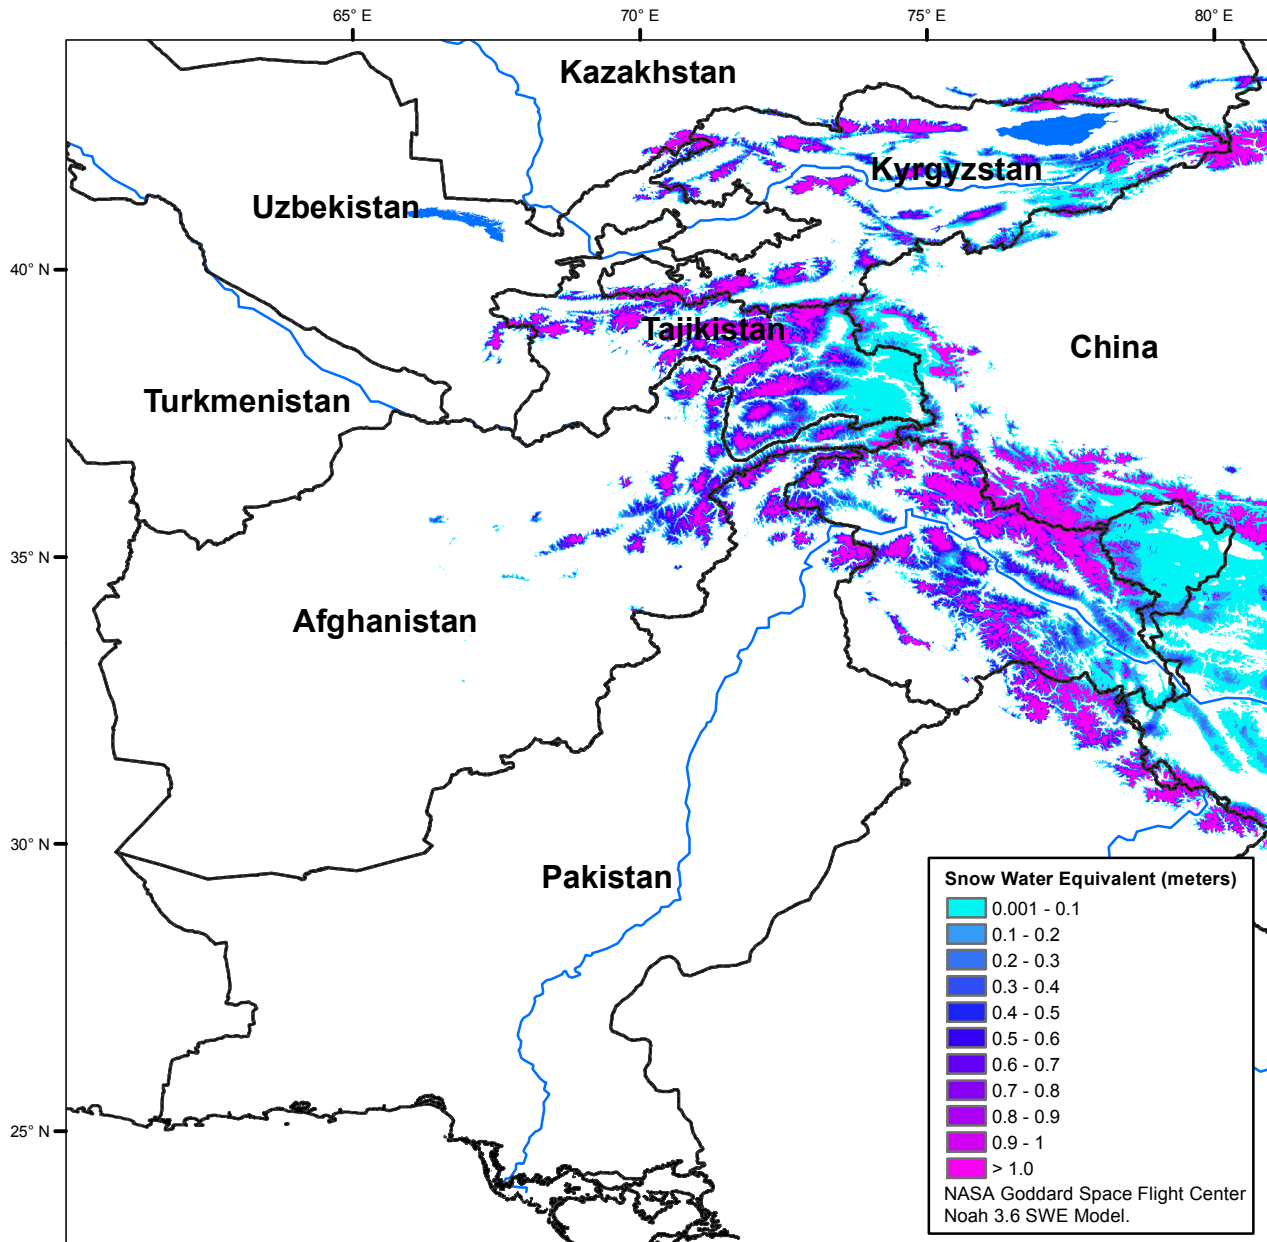 65° E
70° E
75° E
80° E
Kazakhstan
Kyrgyzstan
Uzbekistan
40° N
Tajikistan
China
Turkmenistan
35° N
Afghanistan
30° N
Pakistan
Snow Water Equivalent (meters)
0.001 - 0.1
0.1 - 0.2
0.2 - 0.3
0.3 - 0.4
0.4 - 0.5
0.5 - 0.6
0.6 - 0.7
0.7 - 0.8
0.8 - 0.9
0.9 - 1
> 1.0
NASA Goddard Space Flight Center
Noah 3.6 SWE Model.
25° N